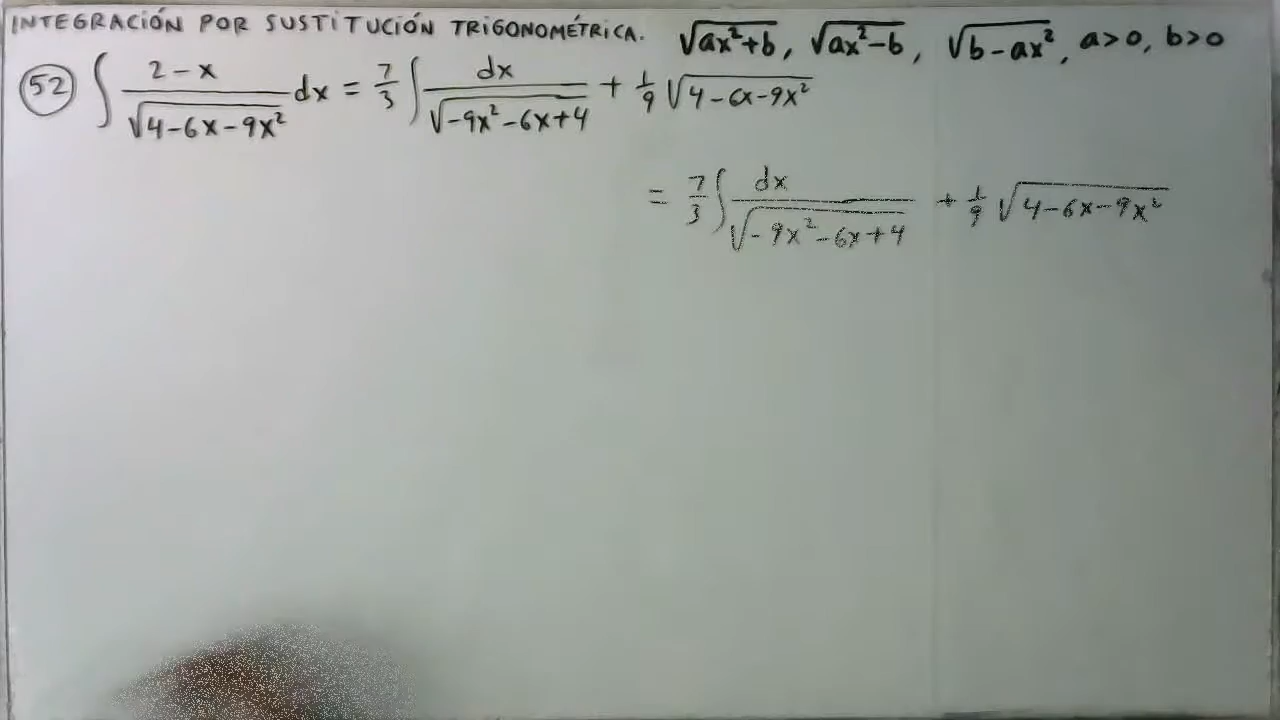 INTEGRACIÓN POR SUSTITUCIÓN TRIGONOMÉTRICA. √(ax²+b), √(ax²-b), √(b-ax²), a>0, b>0
52 ∫ (2-x)/√(4-6x-9x²) dx = 7/3 ∫ dx/√(-9x²-6x+4) + 1/9 √(4-6x-9x²)
= 7/3 ∫ dx/√(-9x²-6x+4) + 1/9 √(4-6x-9x²)